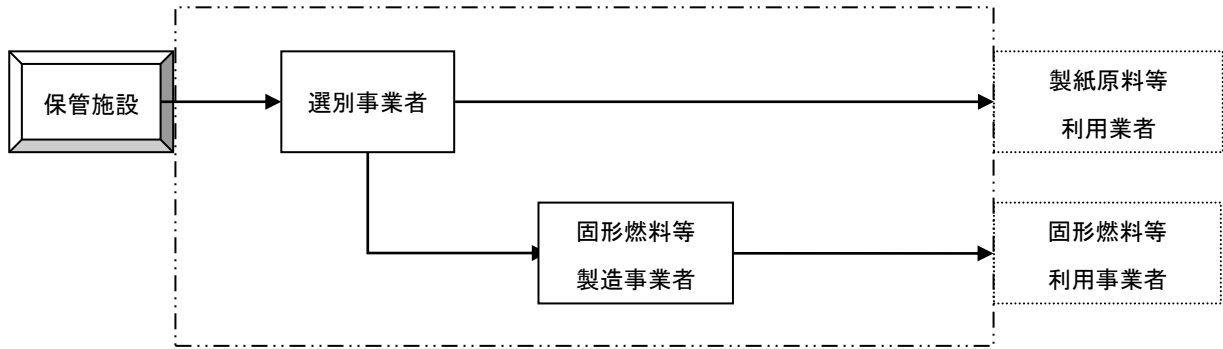 保管施設
選別事業者
製紙原料等
利用業者
固形燃料等
製造事業者
固形燃料等
利用事業者